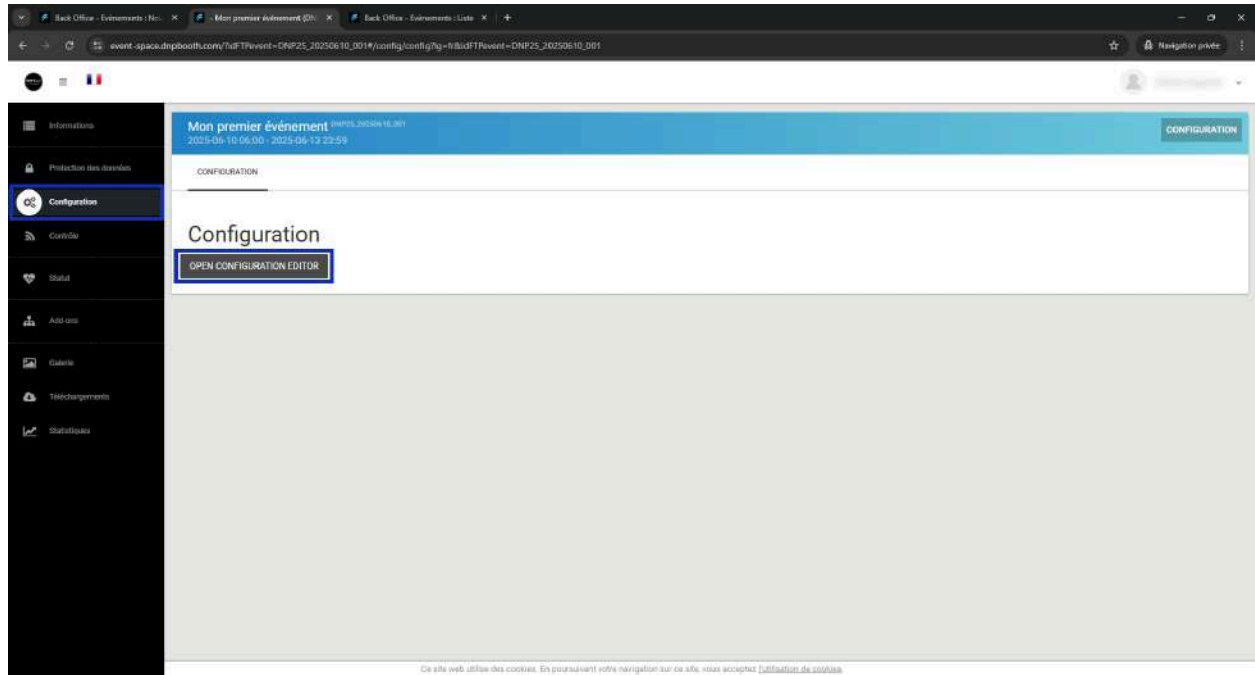 Back Office - Evènements : No
- Mon premier événement (DN
Back Office - Evènements : Liste
event-space.dnpbooth.com/?idFTPevent=DNP25_20250610_001#/config/config?lg=fr&idFTPevent=DNP25_20250610_001
Navigation privée
Informations
Mon premier événement DNP25_20250610_001
CONFIGURATION
2025-06-10 06:00 - 2025-06-13 23:59
Protection des données
CONFIGURATION
Configuration
Contrôle
Configuration
OPEN CONFIGURATION EDITOR
Statut
Add-ons
Galerie
Téléchargements
Statistiques
Ce site web utilise des cookies. En poursuivant votre navigation sur ce site, vous acceptez l'utilisation de cookies.